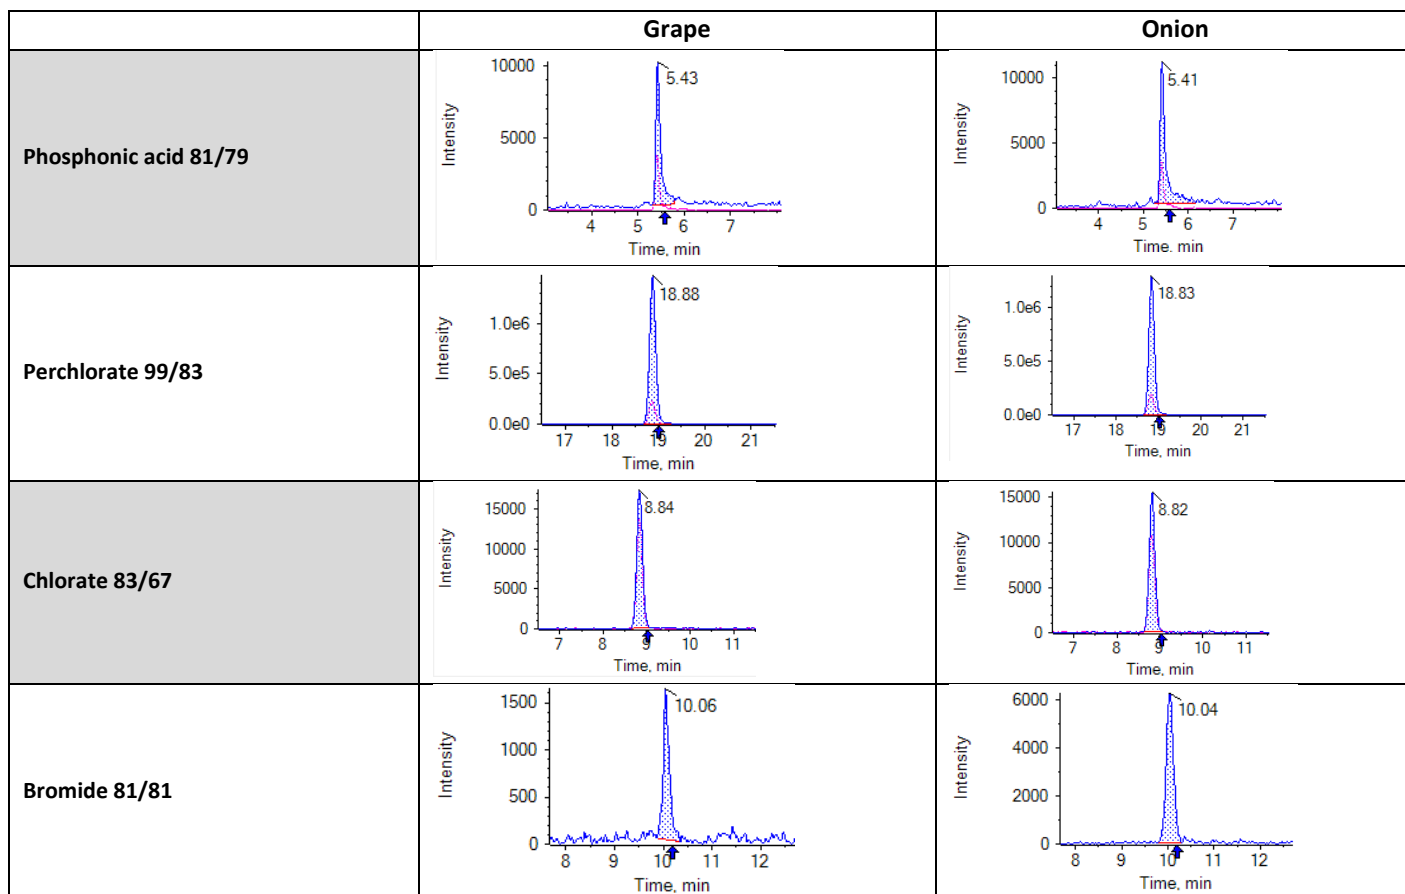 Grape
Onion
Phosphonic acid 81/79
Intensity
10000
5000
0
5.43
4 5 6 7
Time, min
Intensity
10000
5000
0
5.41
4 5 6 7
Time. min
Perchlorate 99/83
Intensity
1.0e6
5.0e5
0.0e0
18.88
17 18 19 20 21
Time, min
Intensity
1.0e6
5.0e5
0.0e0
18.83
17 18 19 20 21
Time, min
Chlorate 83/67
Intensity
15000
10000
5000
0
8.84
7 8 9 10 11
Time, min
Intensity
15000
10000
5000
0
8.82
7 8 9 10 11
Time, min
Bromide 81/81
Intensity
1500
1000
500
0
10.06
8 9 10 11 12
Time, min
Intensity
6000
4000
2000
0
10.04
8 9 10 11 12
Time, min